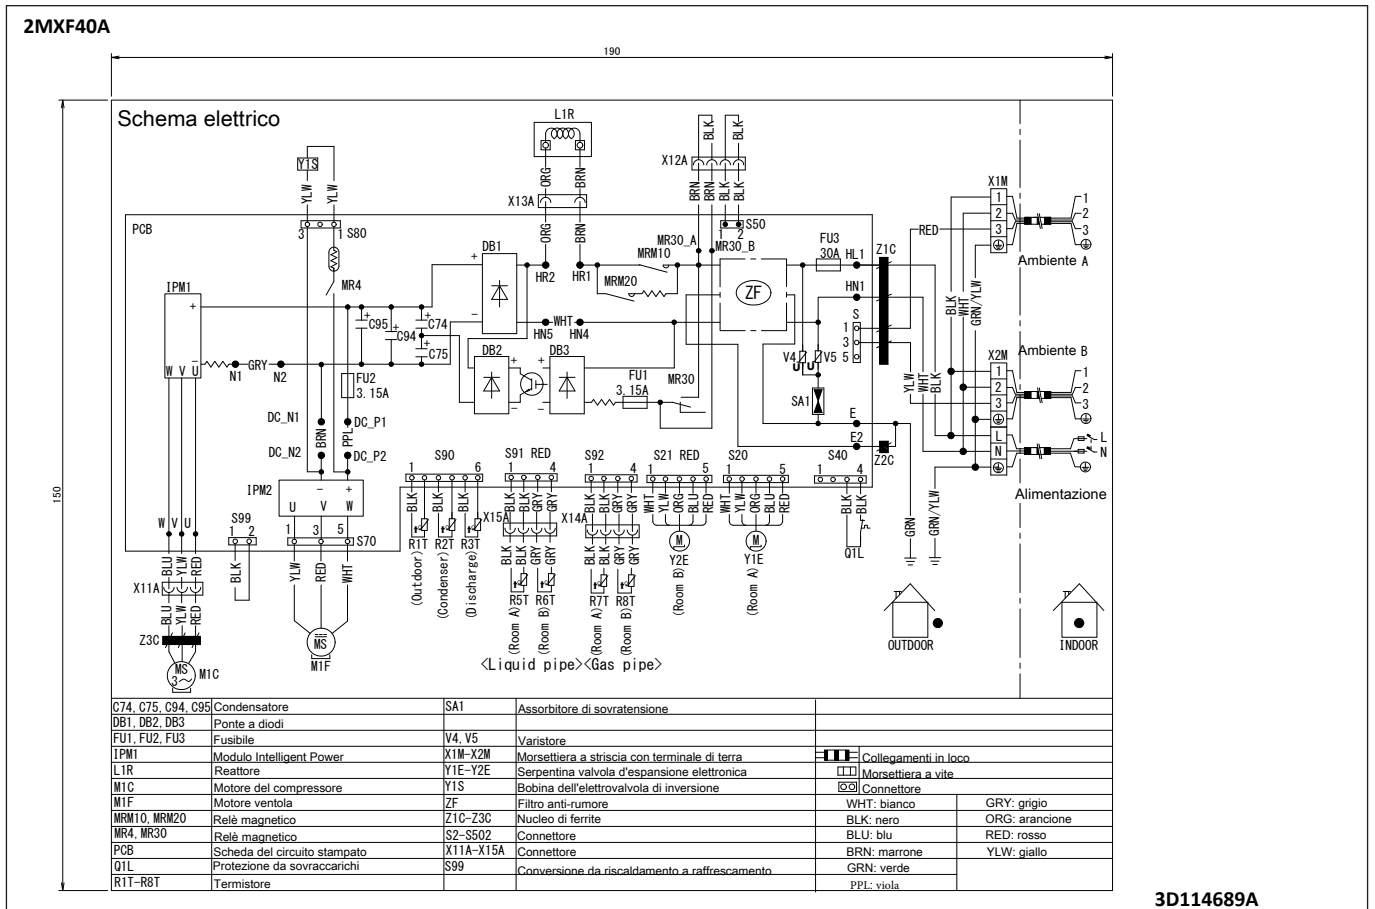 2MXF40A
190
150
Schema elettrico
L1R
BLK
BLK
X12A
Y1S
ORG
BRN
BRN
BRN
BLK
BLK
YLW
YLW
X13A
X1M
1
2
3
1
2
3
Ambiente A
PCB
3
1
S80
ORG
BRN
1
2
S50
RED
DB1
MR30_A
MR30_B
MRM10
MRM20
FU3
30A
HL1
Z1C
HR2
HR1
ZF
HN1
MR4
IPM1
+
−
C95
C94
C74
C75
+
−
HN5
WHT
HN4
S
1
3
5
BLK
WHT
GRN/YLW
N1
GRY
N2
W V U
DB2
DB3
+
−
+
−
FU1
3.15A
MR30
V4
V5
SA1
FU2
3.15A
YLW
WHT
BLK
X2M
Ambiente B
1
2
3
1
2
3
L
N
L
N
Alimentazione
DC_N1
BRN
PPL
DC_P1
DC_N2
DC_P2
E
E2
Z2C
IPM2
−
+
U
V
W
1
3
5
S70
S90
1
6
S91 RED
1
4
S92
1
4
S21 RED
1
5
S20
1
5
S40
1
4
BLK
BLK
BLK
BLK
BLK
GRY
GRY
BLK
BLK
GRY
GRY
WHT
YLW
ORG
BLU
RED
WHT
YLW
ORG
BLU
RED
BLK
BLK
GRN
GRN/YLW
X15A
X14A
W V U
S99
1
2
BLK
BLU
YLW
RED
X11A
BLU
YLW
RED
Z3C
MS
3
M1C
YLW
RED
WHT
MS
M1F
R1T
(Outdoor)
R2T
(Condenser)
R3T
(Discharge)
BLK
BLK
GRY
GRY
R5T
(Room A)
R6T
(Room B)
BLK
BLK
GRY
GRY
R7T
(Room A)
R8T
(Room B)
M
Y2E
(Room B)
M
Y1E
(Room A)
Q1L
<Liquid pipe>
<Gas pipe>
OUTDOOR
INDOOR
C74, C75, C94, C95 Condensatore SA1 Assorbitore di sovratensione
DB1, DB2, DB3 Ponte a diodi
FU1, FU2, FU3 Fusibile V4, V5 Varistore
IPM1 Modulo Intelligent Power X1M-X2M Morsettiera a striscia con terminale di terra Collegamenti in loco
L1R Reattore Y1E-Y2E Serpentina valvola d'espansione elettronica Morsettiera a vite
M1C Motore del compressore Y1S Bobina dell'elettrovalvola di inversione Connettore
M1F Motore ventola ZF Filtro anti-rumore WHT: bianco GRY: grigio
MRM10, MRM20 Relè magnetico Z1C-Z3C Nucleo di ferrite BLK: nero ORG: arancione
MR4, MR30 Relè magnetico S2-S502 Connettore BLU: blu RED: rosso
PCB Scheda del circuito stampato X11A-X15A Connettore BRN: marrone YLW: giallo
Q1L Protezione da sovraccarichi S99 Conversione da riscaldamento a raffrescamento GRN: verde
R1T-R8T Termistore PPL: viola
3D114689A